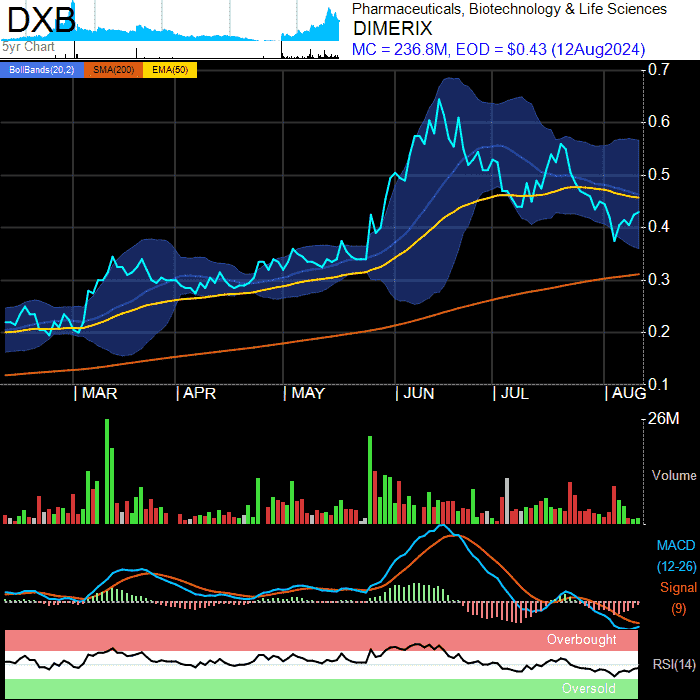 DXB
5yr Chart
Pharmaceuticals, Biotechnology & Life Sciences
DIMERIX
MC = 236.8M, EOD = $0.43 (12Aug2024)
BollBands(20,2) SMA(200) EMA(50)
0.7
0.6
0.5
0.4
0.3
0.2
0.1
MAR APR MAY JUN JUL AUG
26M
Volume
MACD
(12-26)
Signal
(9)
Overbought
RSI(14)
Oversold